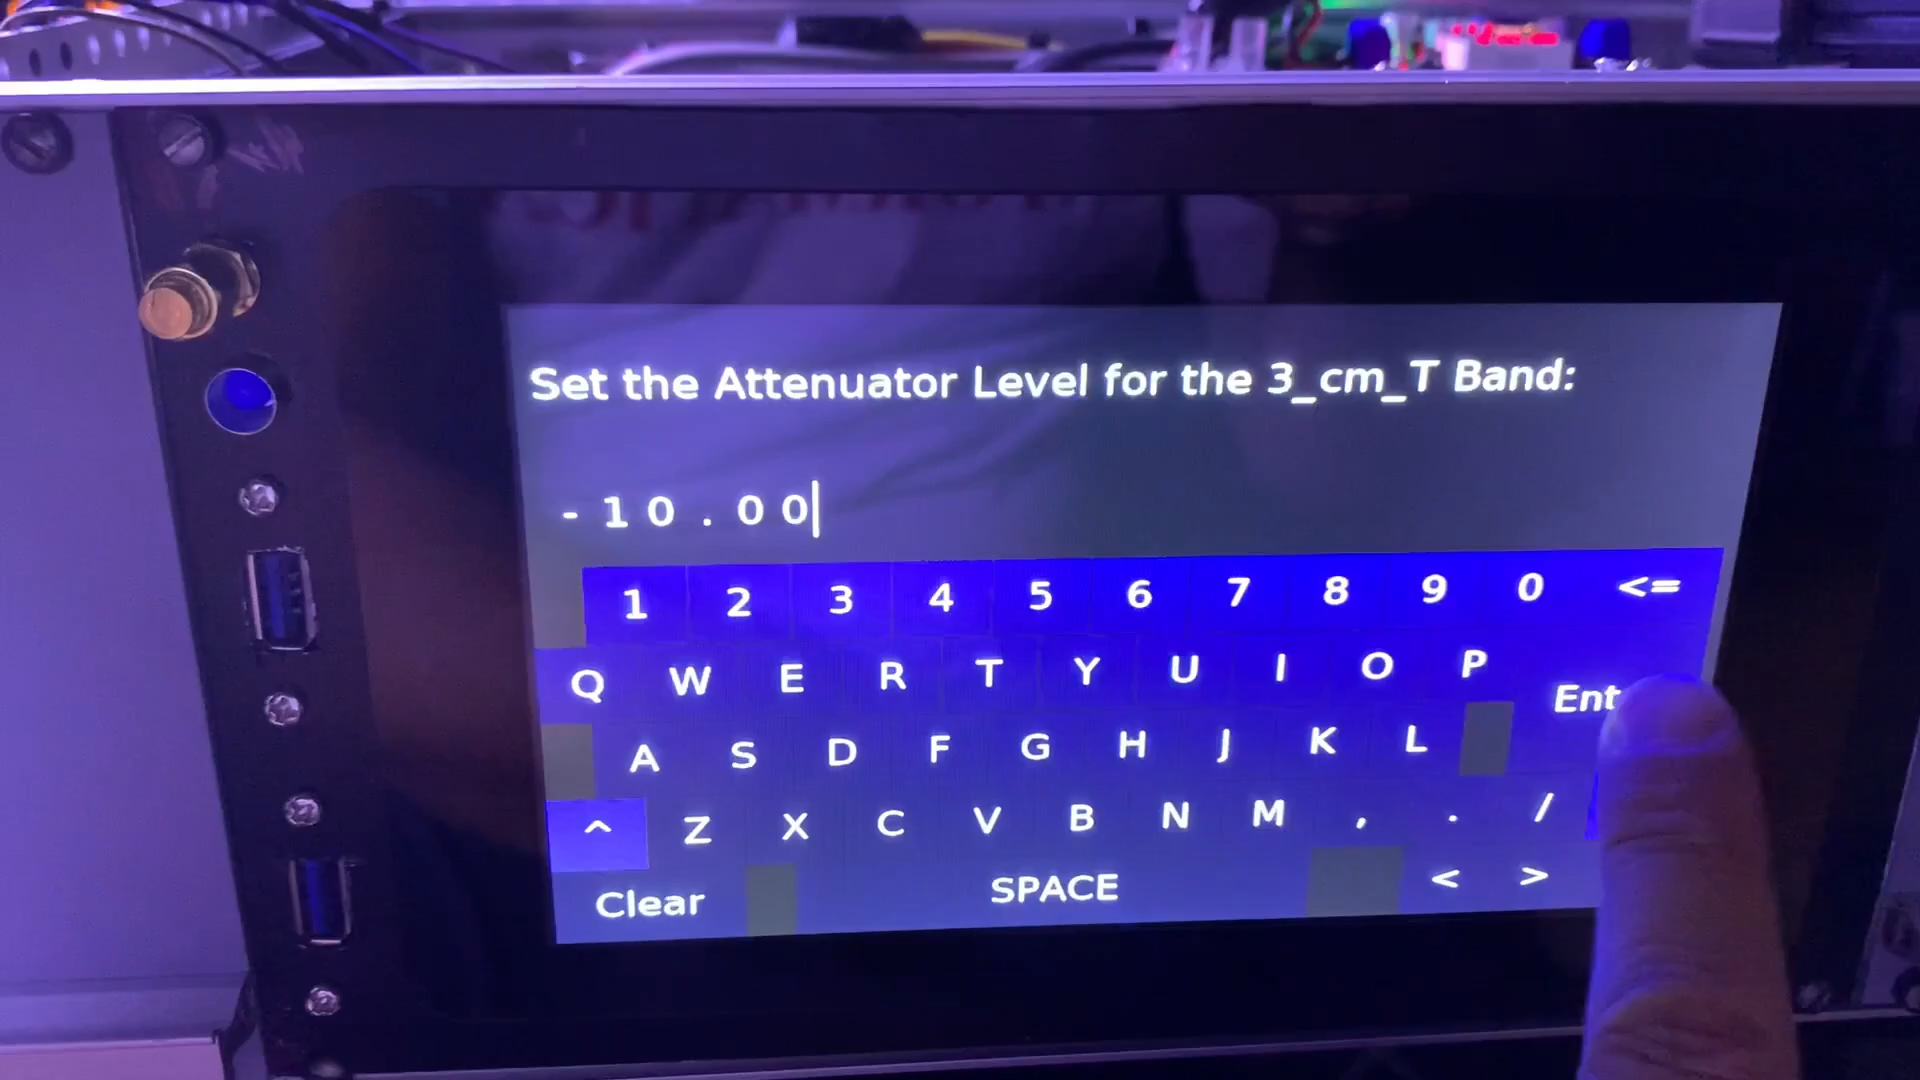 Set the Attenuator Level for the 3_cm_T Band:
-10.00
1 2 3 4 5 6 7 8 9 0 <=
Q W E R T Y U I O P
Ent
A S D F G H J K L
^ Z X C V B N M , . /
Clear SPACE < >